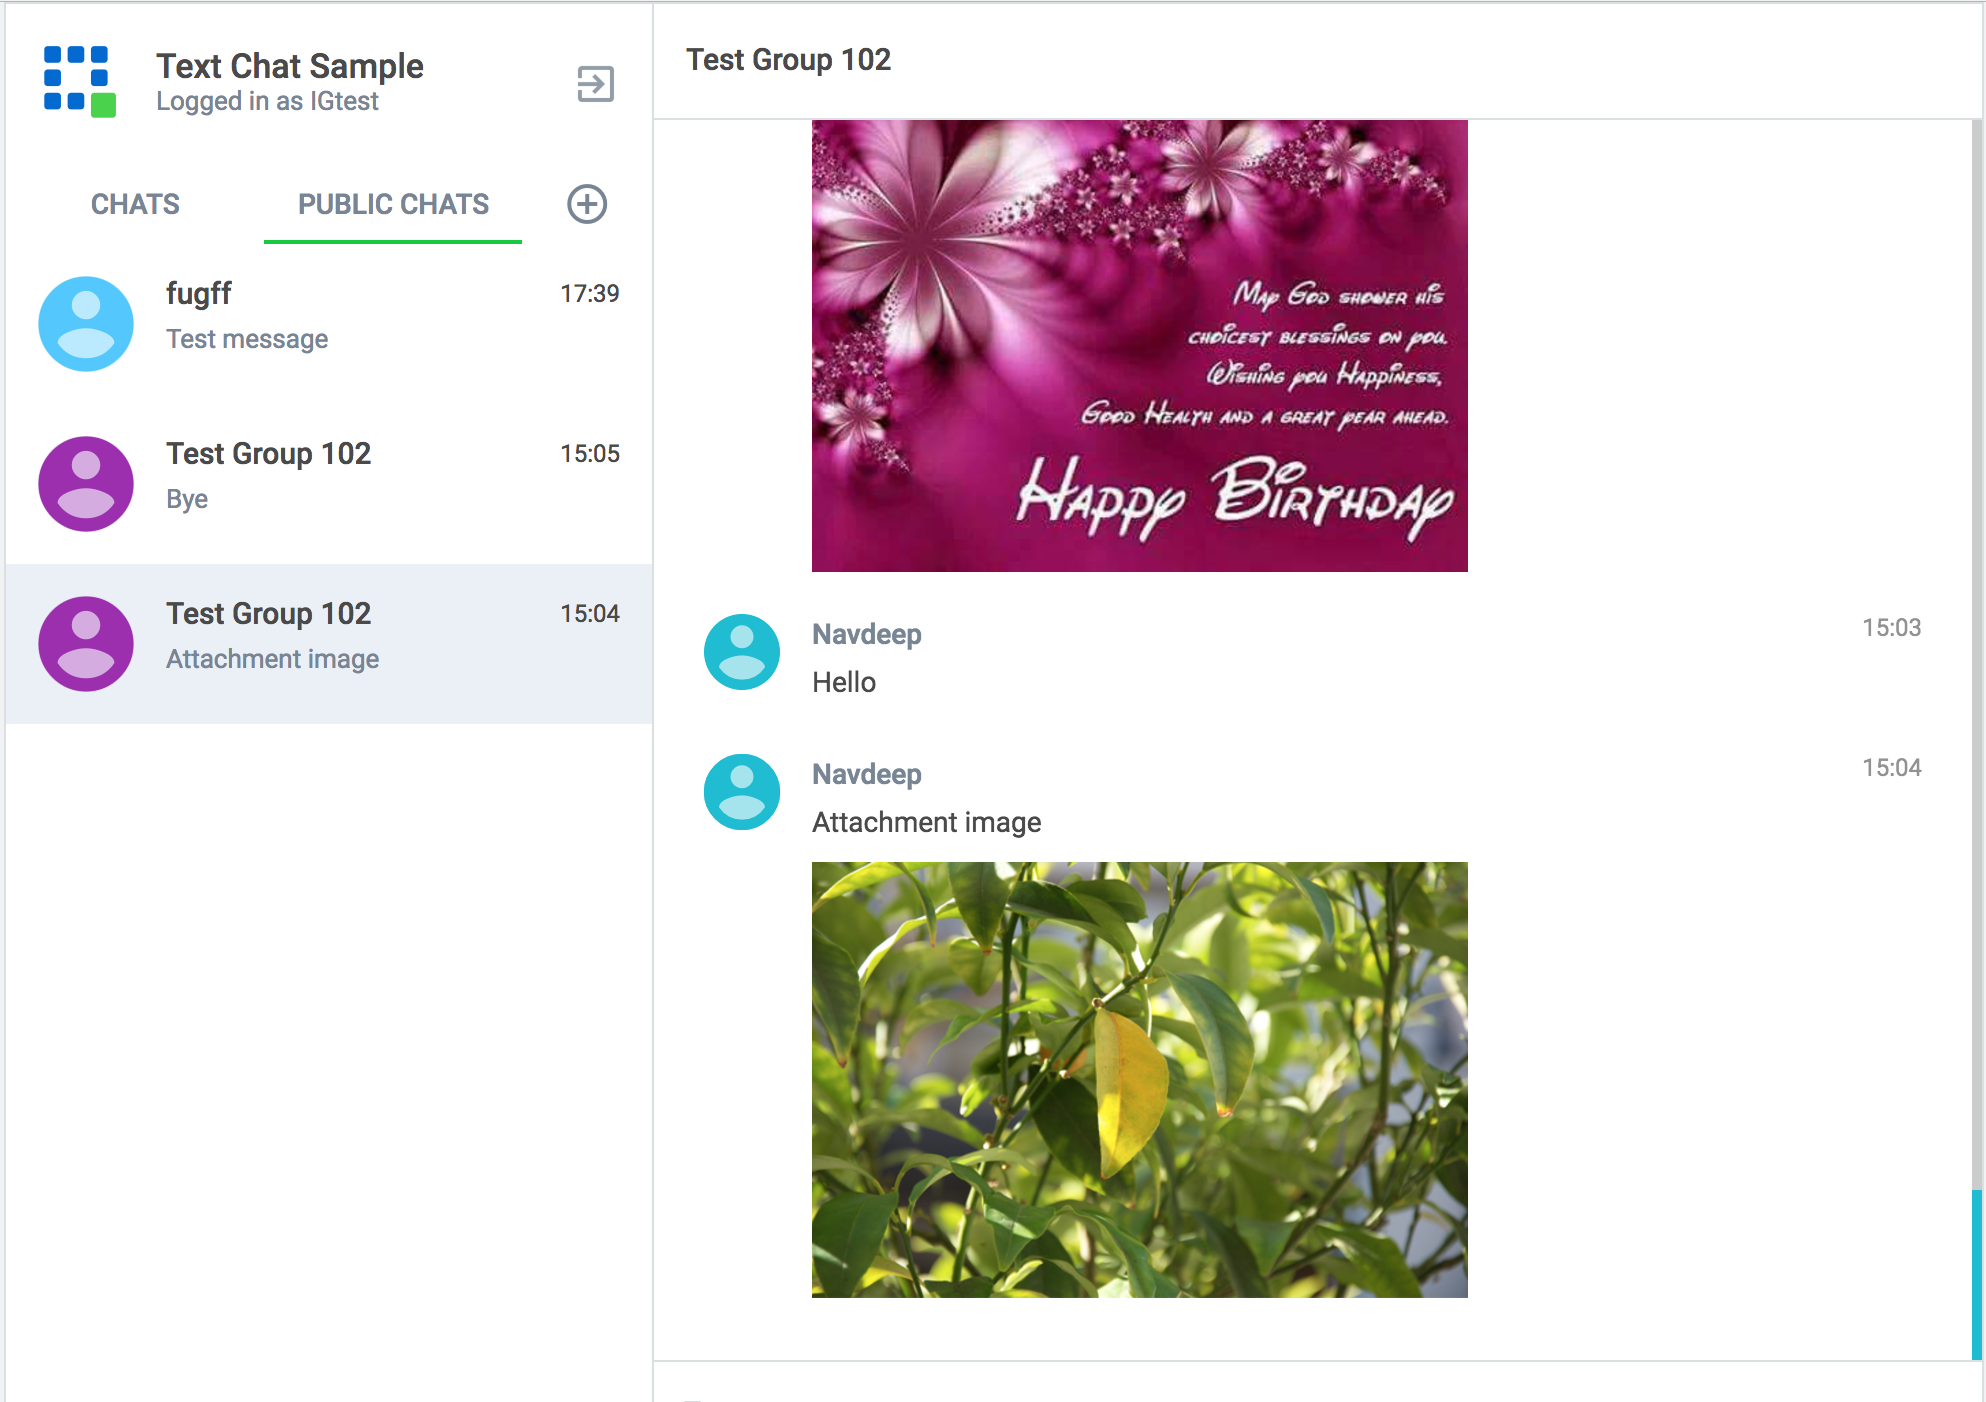 Text Chat Sample
Logged in as IGtest
CHATS
PUBLIC CHATS
fugff
17:39
Test message
Test Group 102
15:05
Bye
Test Group 102
15:04
Attachment image
Test Group 102
May God shower his
choicest blessings on you.
Wishing you Happiness,
Good Health and a great year ahead.
Happy Birthday
Navdeep
15:03
Hello
Navdeep
15:04
Attachment image